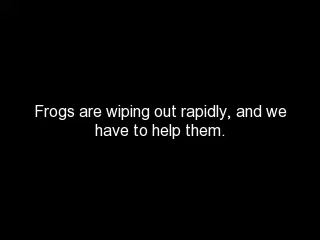 Frogs are wiping out rapidly, and we
have to help them.